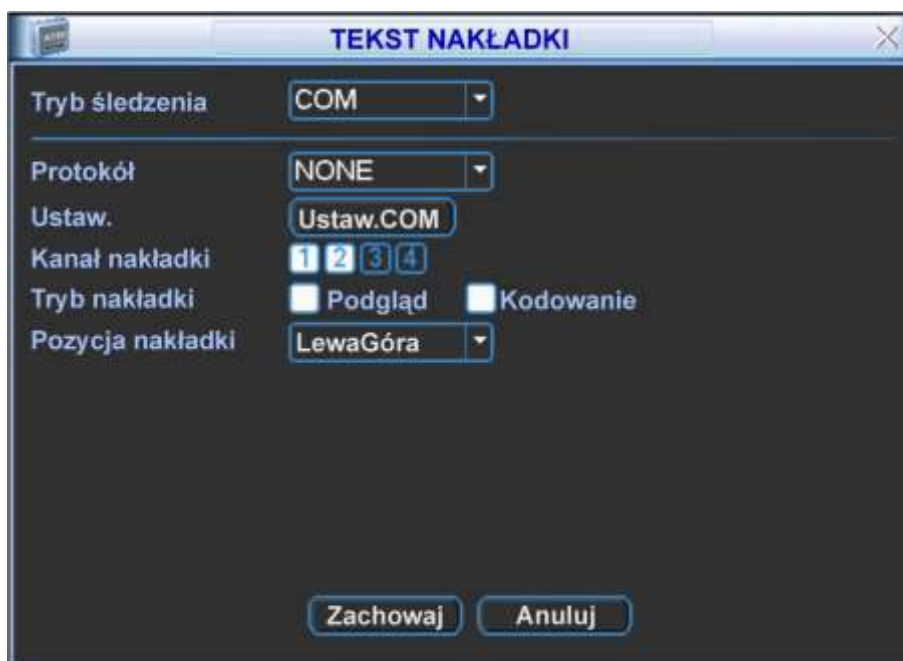 TEKST NAKŁADKI
Tryb śledzenia COM
Protokół NONE
Ustaw. Ustaw.COM
Kanał nakładki 1 2 3 4
Tryb nakładki Podgląd Kodowanie
Pozycja nakładki LewaGóra
Zachowaj Anuluj